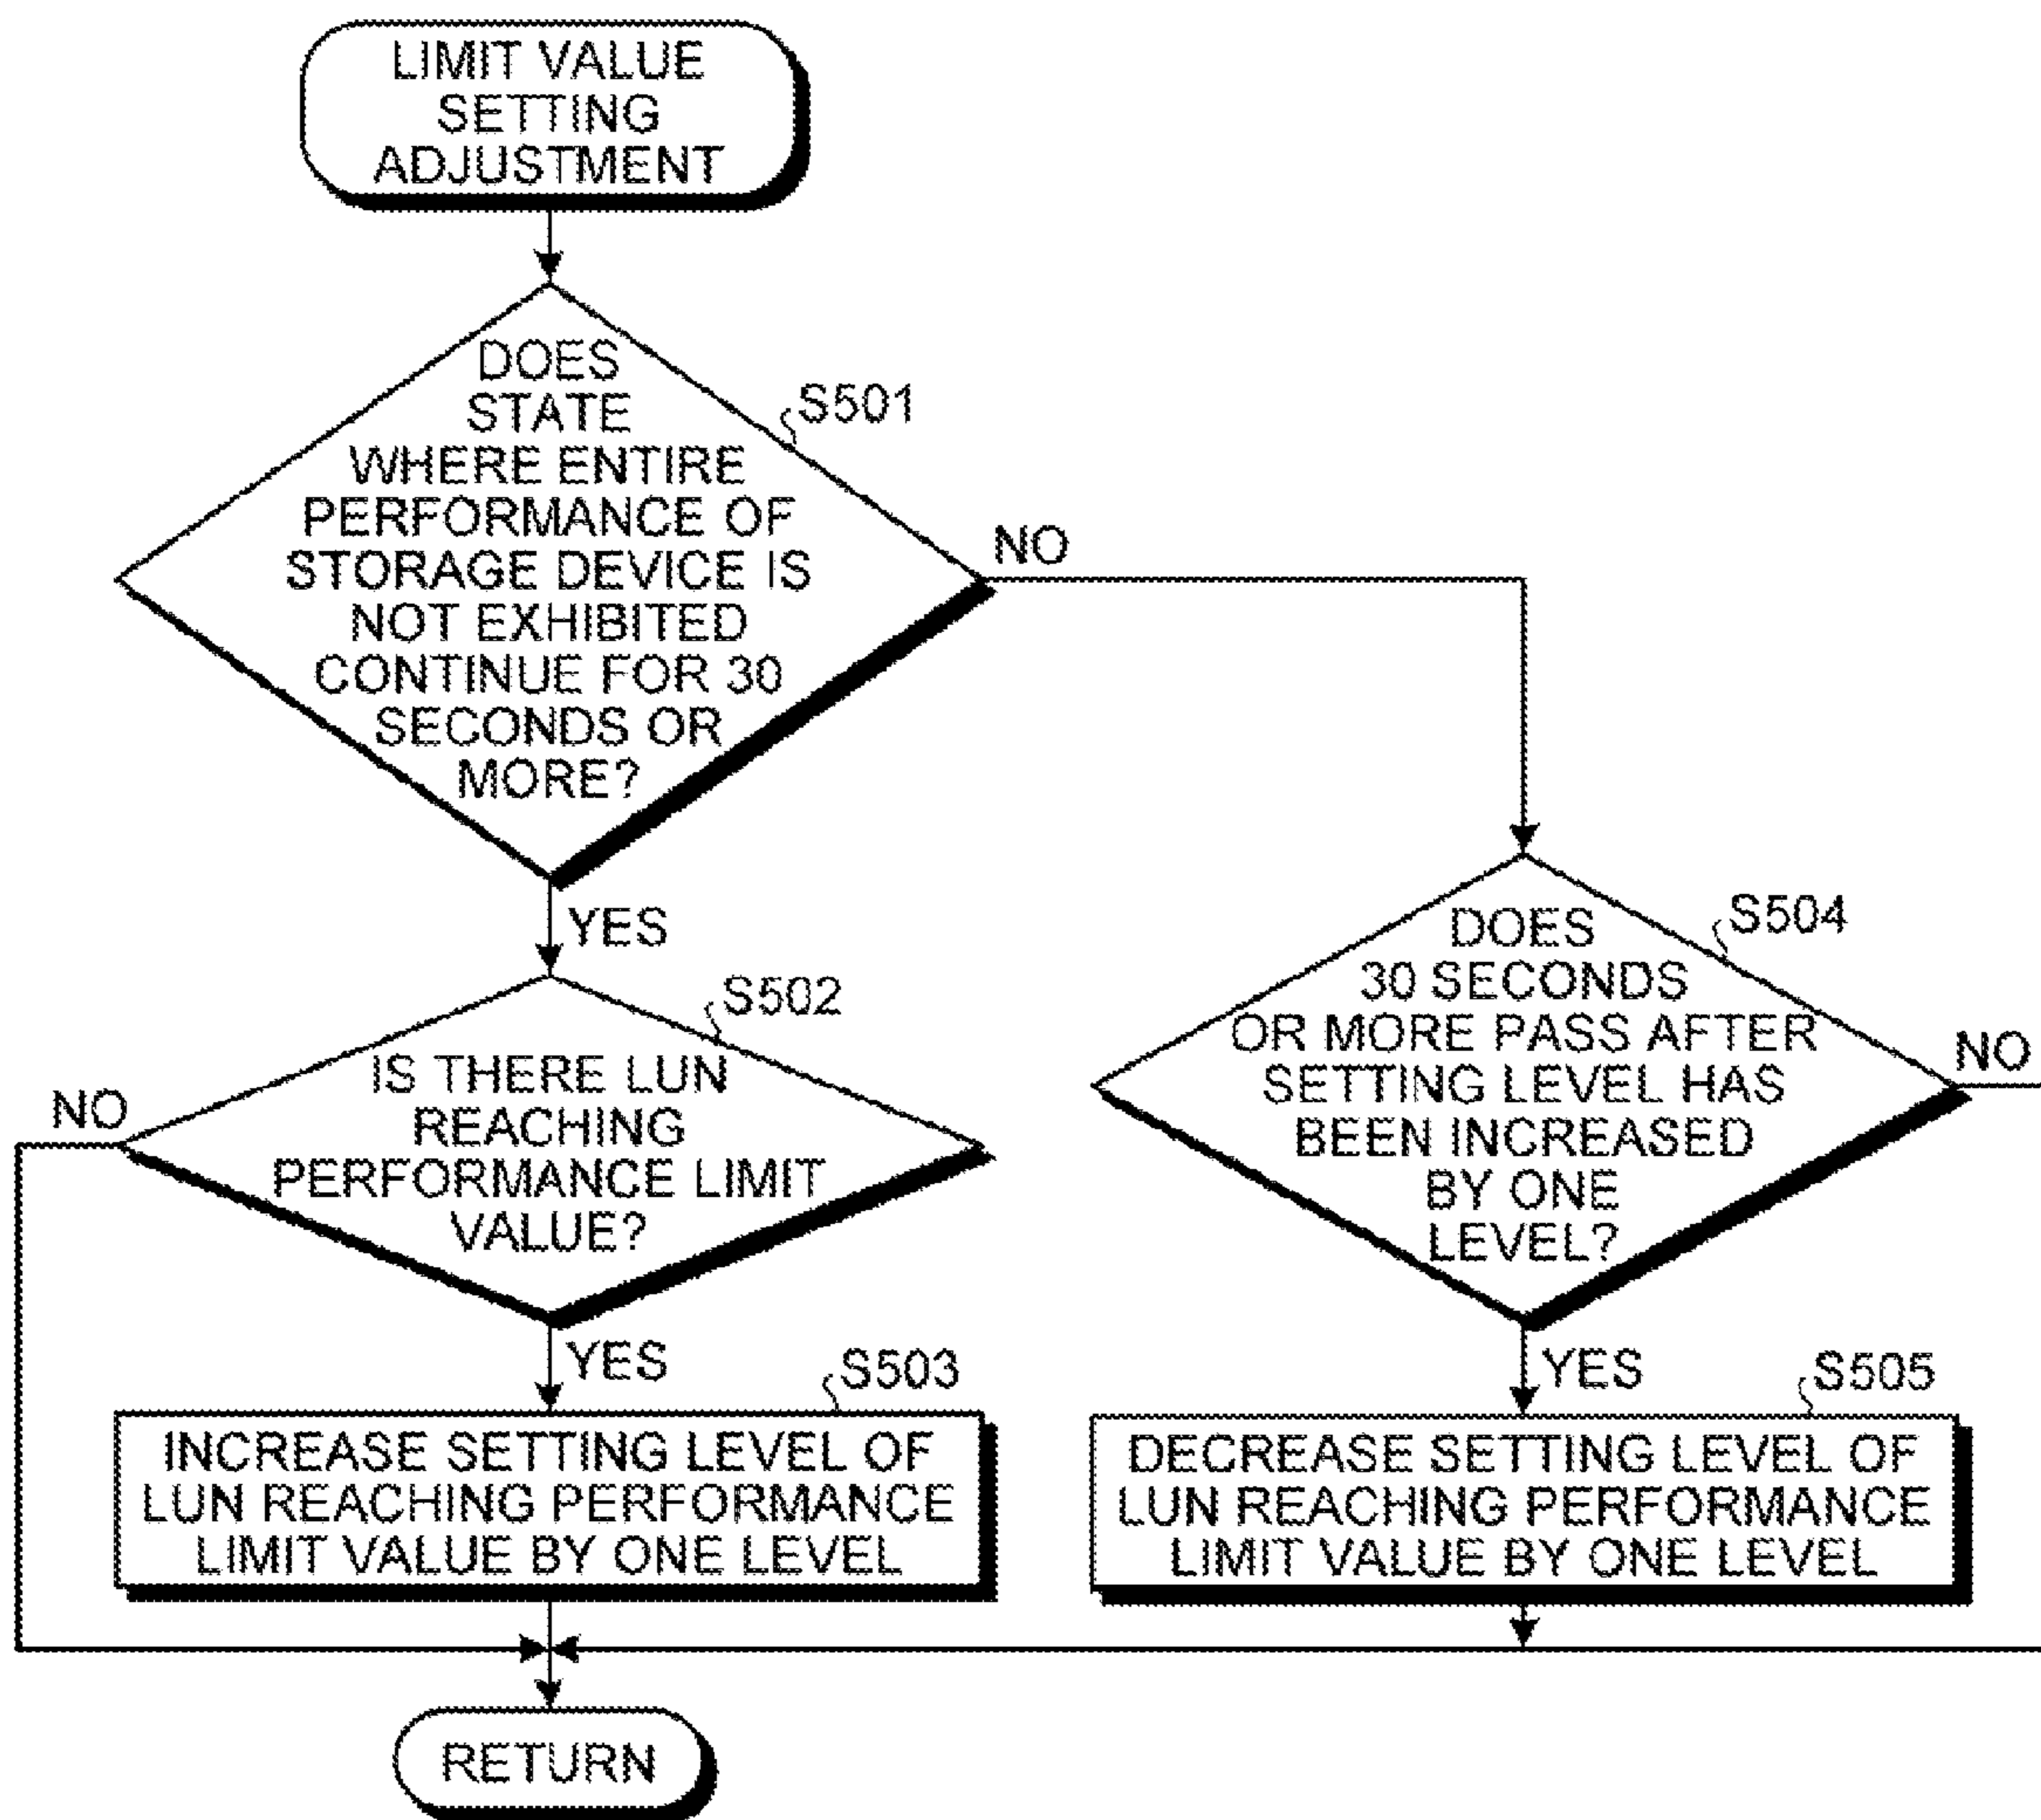 LIMIT VALUE
SETTING
ADJUSTMENT
DOES
STATE
WHERE ENTIRE
PERFORMANCE OF
STORAGE DEVICE IS
NOT EXHIBITED
CONTINUE FOR 30
SECONDS OR
MORE?
S501
NO
YES
IS THERE LUN
REACHING
PERFORMANCE LIMIT
VALUE?
S502
NO
YES
S503
INCREASE SETTING LEVEL OF
LUN REACHING PERFORMANCE
LIMIT VALUE BY ONE LEVEL
DOES
30 SECONDS
OR MORE PASS AFTER
SETTING LEVEL HAS
BEEN INCREASED
BY ONE
LEVEL?
S504
NO
YES
S505
DECREASE SETTING LEVEL OF
LUN REACHING PERFORMANCE
LIMIT VALUE BY ONE LEVEL
RETURN